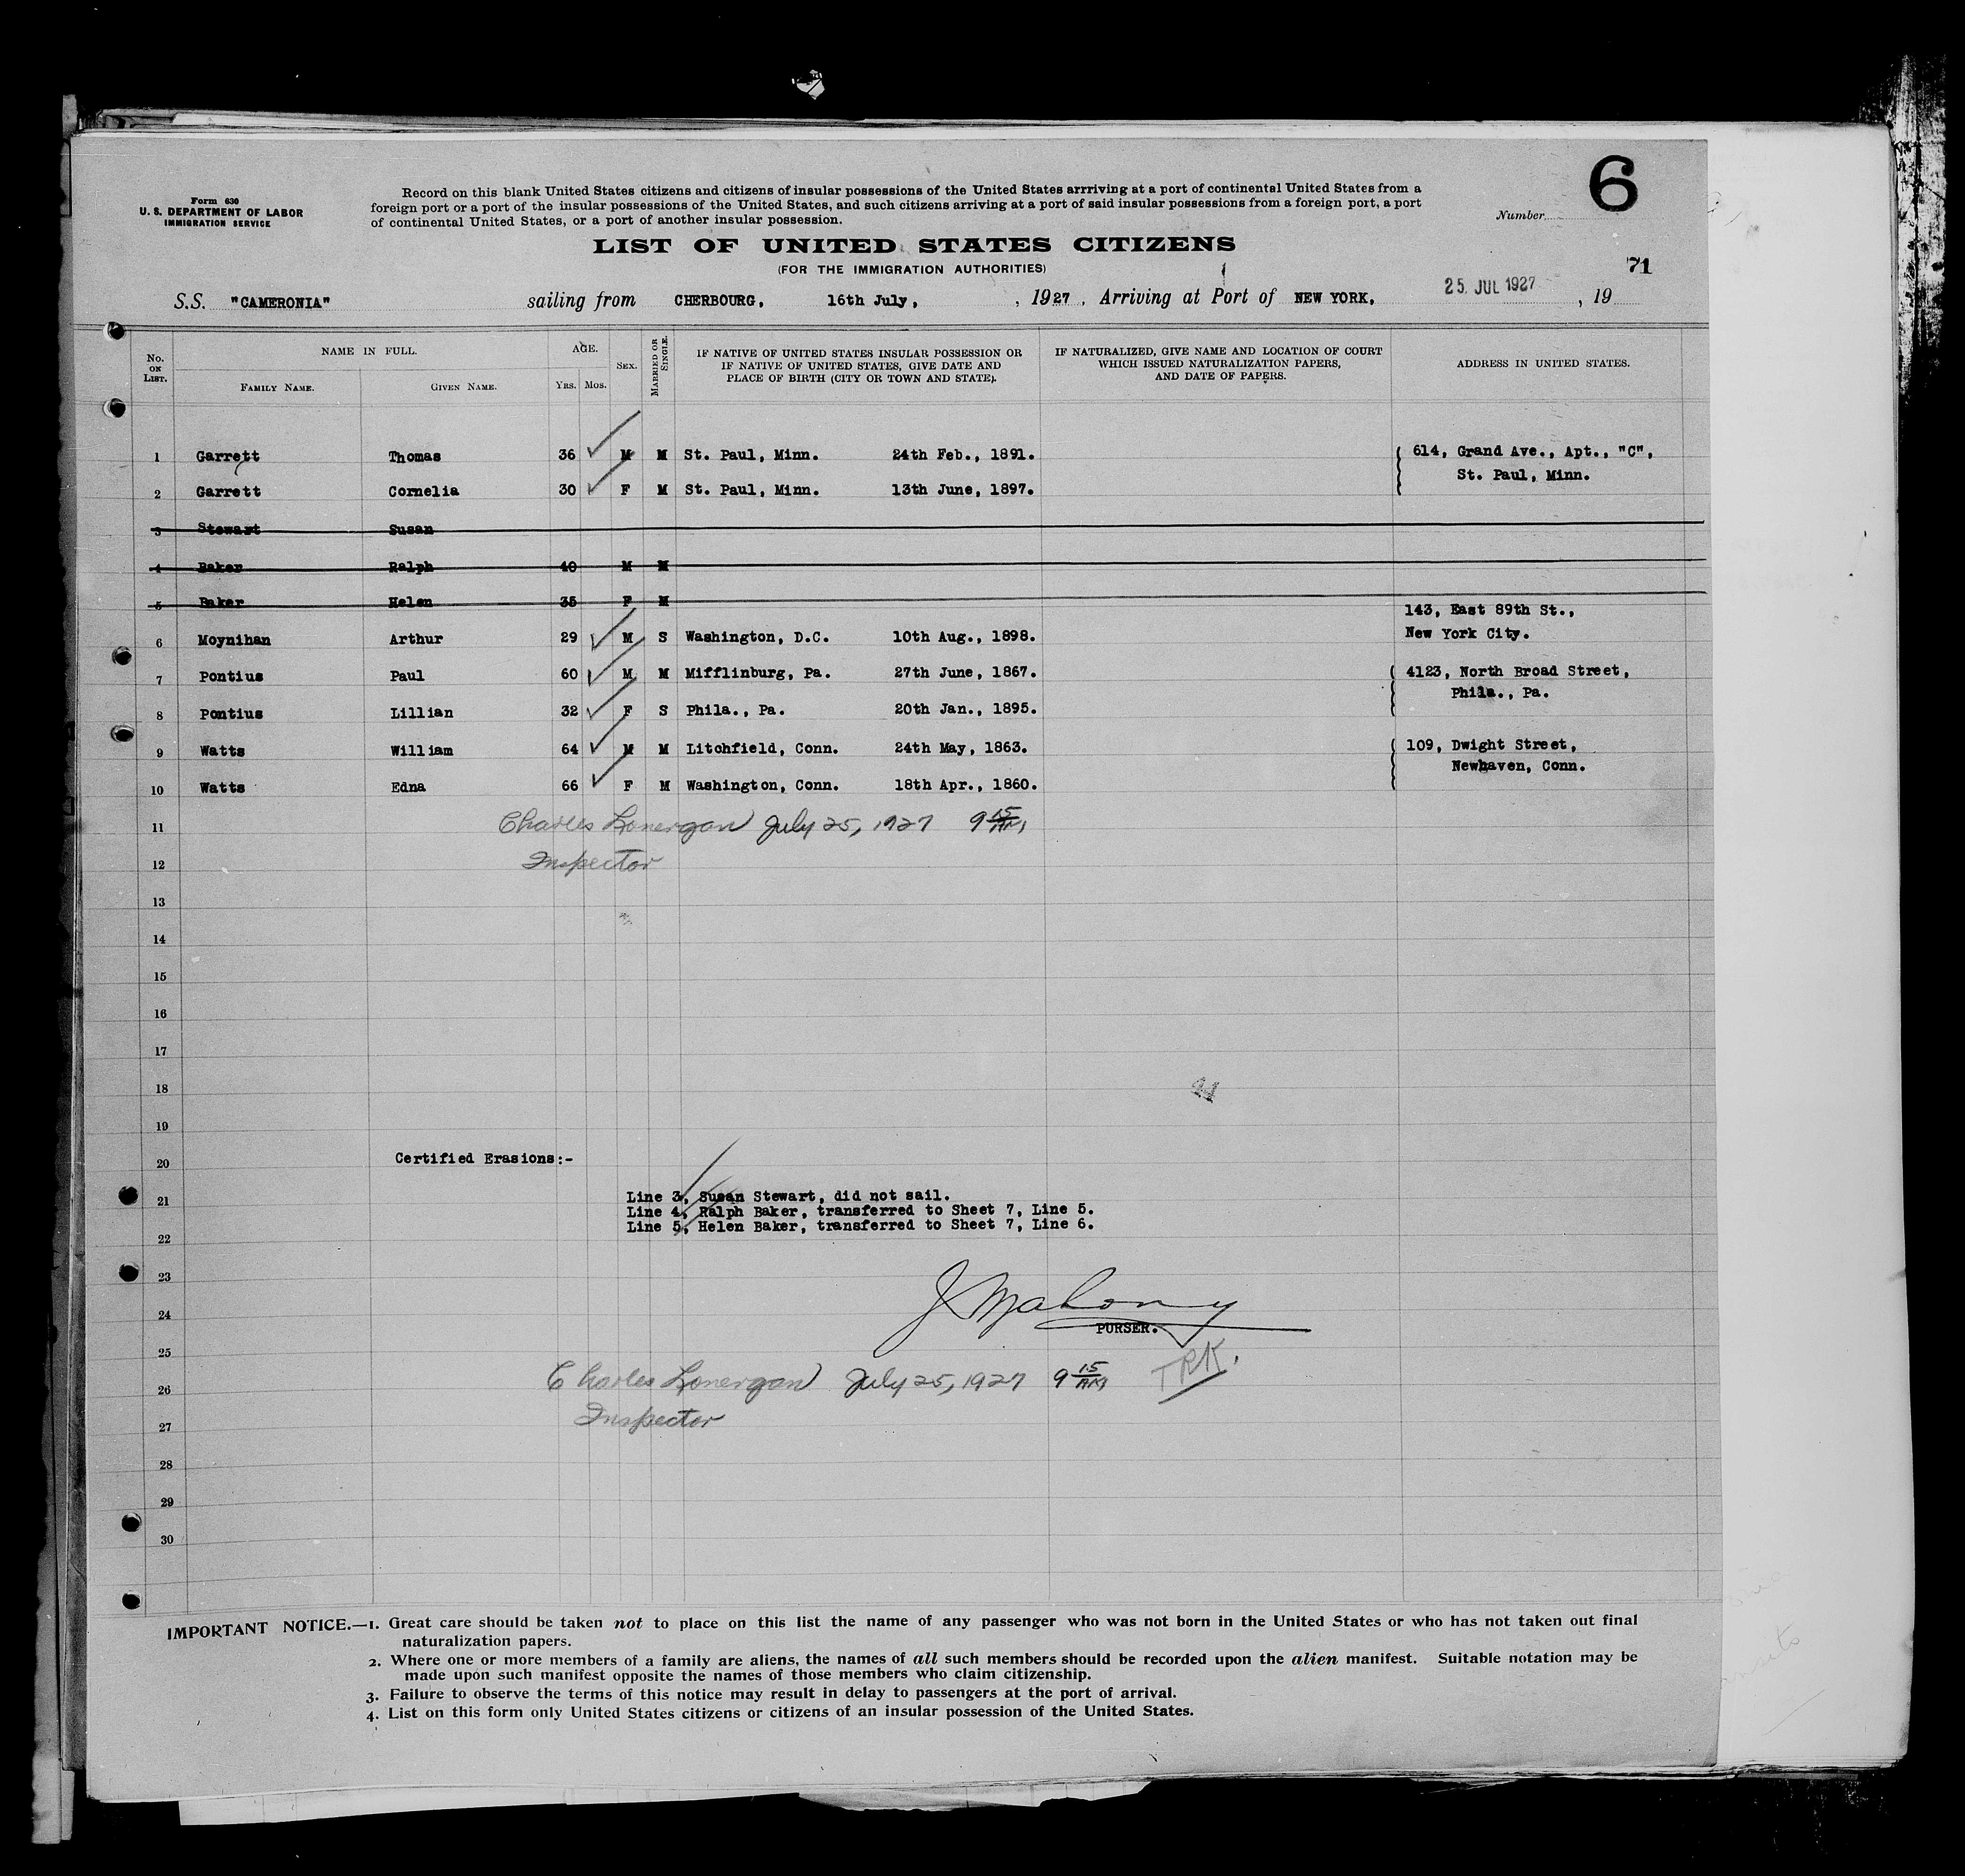 Form 630
U. S. DEPARTMENT OF LABOR
IMMIGRATION SERVICE
Record on this blank United States citizens and citizens of insular possessions of the United States arrriving at a port of continental United States from a
foreign port or a port of the insular possessions of the United States, and such citizens arriving at a port of said insular possessions from a foreign port, a port
of continental United States, or a port of another insular possession.
Number 6
LIST OF UNITED STATES CITIZENS
(FOR THE IMMIGRATION AUTHORITIES)
71
S.S. "CAMERONIA" sailing from CHERBOURG, 16th July, , 1927 , Arriving at Port of NEW YORK, 25 JUL 1927 , 19
No. ON LIST. NAME IN FULL. FAMILY NAME. GIVEN NAME. AGE. YRS. MOS. SEX. MARRIED OR SINGLE. IF NATIVE OF UNITED STATES INSULAR POSSESSION OR IF NATIVE OF UNITED STATES, GIVE DATE AND PLACE OF BIRTH (CITY OR TOWN AND STATE). IF NATURALIZED, GIVE NAME AND LOCATION OF COURT WHICH ISSUED NATURALIZATION PAPERS, AND DATE OF PAPERS. ADDRESS IN UNITED STATES.
1 Garrett Thomas 36 M M St. Paul, Minn. 24th Feb., 1891. 614, Grand Ave., Apt., "C",
St. Paul, Minn.
2 Garrett Cornelia 30 F M St. Paul, Minn. 13th June, 1897.
3 Stewart Susan
4 Baker Ralph 40 M M
5 Baker Helen 35 F M
143, East 89th St.,
6 Moynihan Arthur 29 M S Washington, D.C. 10th Aug., 1898. New York City.
7 Pontius Paul 60 M M Mifflinburg, Pa. 27th June, 1867. 4123, North Broad Street,
Phila., Pa.
8 Pontius Lillian 32 F S Phila., Pa. 20th Jan., 1895.
9 Watts William 64 M M Litchfield, Conn. 24th May, 1863. 109, Dwight Street,
Newhaven, Conn.
10 Watts Edna 66 F M Washington, Conn. 18th Apr., 1860.
11 Charles Lonergan July 25, 1927 9 15 AM
12 Inspector
13
14
15
16
17
18
19
20 Certified Erasions:-
21 Line 3, Susan Stewart, did not sail.
Line 4, Ralph Baker, transferred to Sheet 7, Line 5.
Line 5, Helen Baker, transferred to Sheet 7, Line 6.
22
23
24 J Mahony
PURSER.
25
26 Charles Lonergan July 25, 1927 9 15 AM TRK.
27 Inspector
28
29
30
IMPORTANT NOTICE.—1. Great care should be taken not to place on this list the name of any passenger who was not born in the United States or who has not taken out final
naturalization papers.
2. Where one or more members of a family are aliens, the names of all such members should be recorded upon the alien manifest. Suitable notation may be
made upon such manifest opposite the names of those members who claim citizenship.
3. Failure to observe the terms of this notice may result in delay to passengers at the port of arrival.
4. List on this form only United States citizens or citizens of an insular possession of the United States.